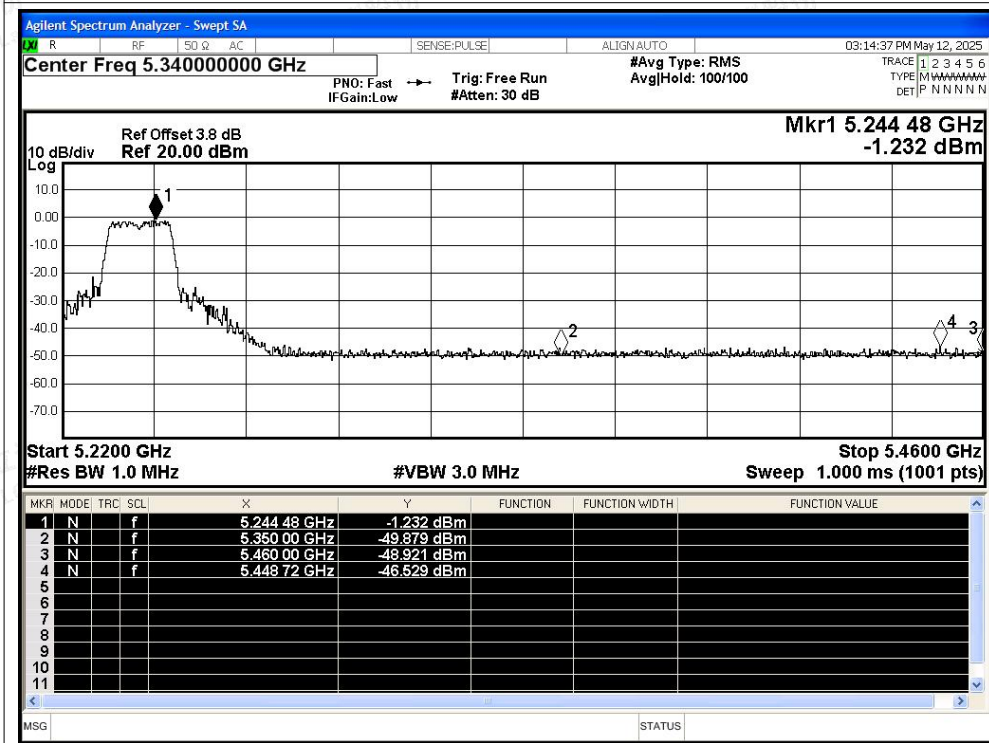 Agilent Spectrum Analyzer - Swept SA
LXI R RF 50 Ω AC SENSE:PULSE ALIGN AUTO 03:14:37 PM May 12, 2025
Center Freq 5.340000000 GHz
PNO: Fast
IFGain:Low
Trig: Free Run
#Atten: 30 dB
#Avg Type: RMS
Avg|Hold: 100/100
TRACE 1 2 3 4 5 6
TYPE M WWWWW
DET P N N N N N
Mkr1 5.244 48 GHz
-1.232 dBm
Ref Offset 3.8 dB
10 dB/div Ref 20.00 dBm
Log
10.0
0.00
-10.0
-20.0
-30.0
-40.0
-50.0
-60.0
-70.0
1
2
4
3
Start 5.2200 GHz Stop 5.4600 GHz
#Res BW 1.0 MHz #VBW 3.0 MHz Sweep 1.000 ms (1001 pts)
MKR MODE TRC SCL X Y FUNCTION FUNCTION WIDTH FUNCTION VALUE
1 N f 5.244 48 GHz -1.232 dBm
2 N f 5.350 00 GHz -49.879 dBm
3 N f 5.460 00 GHz -48.921 dBm
4 N f 5.448 72 GHz -46.529 dBm
5
6
7
8
9
10
11
MSG STATUS